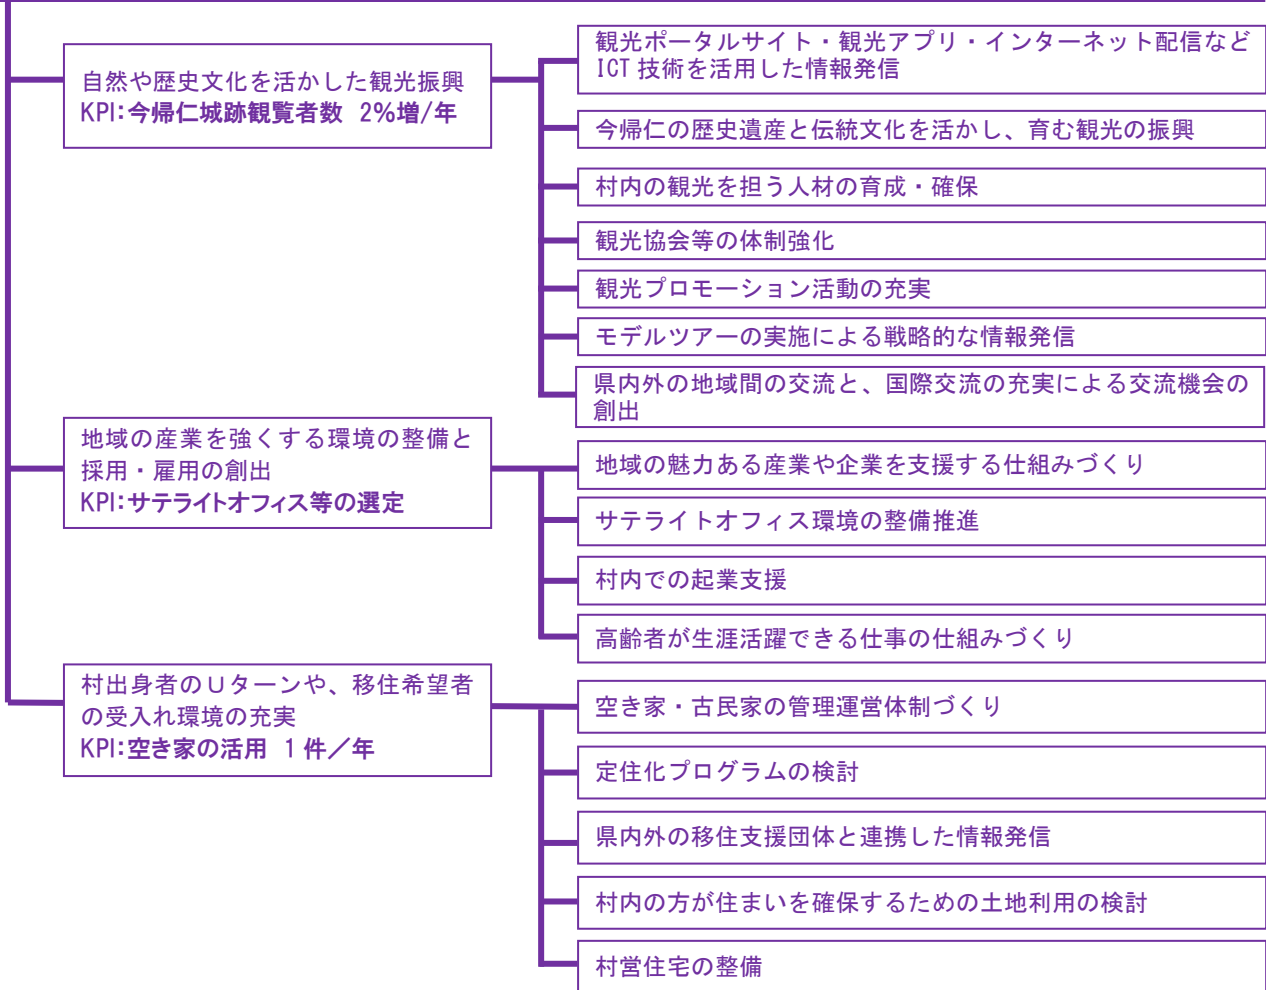 自然や歴史文化を活かした観光振興
KPI:今帰仁城跡観覧者数 2%増/年
観光ポータルサイト・観光アプリ・インターネット配信など
ICT 技術を活用した情報発信
今帰仁の歴史遺産と伝統文化を活かし、育む観光の振興
村内の観光を担う人材の育成・確保
観光協会等の体制強化
観光プロモーション活動の充実
モデルツアーの実施による戦略的な情報発信
県内外の地域間の交流と、国際交流の充実による交流機会の
創出
地域の産業を強くする環境の整備と
採用・雇用の創出
KPI:サテライトオフィス等の選定
地域の魅力ある産業や企業を支援する仕組みづくり
サテライトオフィス環境の整備推進
村内での起業支援
高齢者が生涯活躍できる仕事の仕組みづくり
村出身者のUターンや、移住希望者
の受入れ環境の充実
KPI:空き家の活用 1 件／年
空き家・古民家の管理運営体制づくり
定住化プログラムの検討
県内外の移住支援団体と連携した情報発信
村内の方が住まいを確保するための土地利用の検討
村営住宅の整備